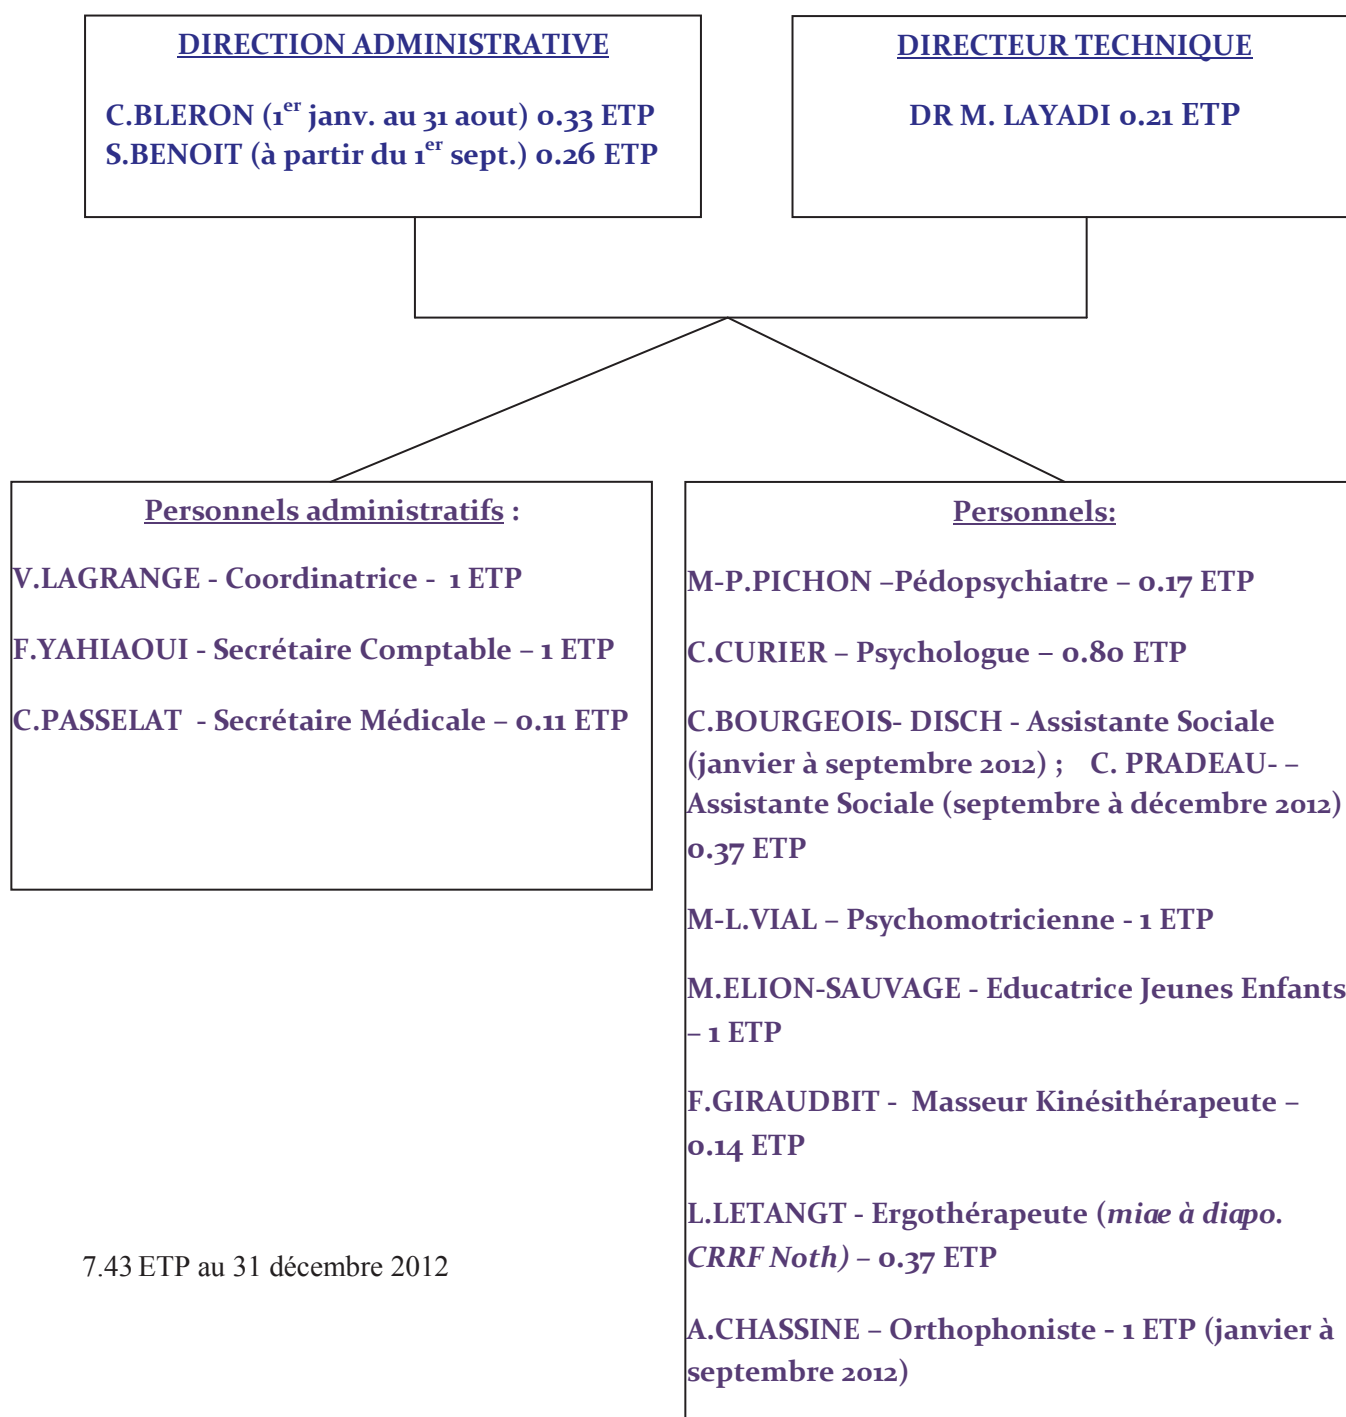 DIRECTION ADMINISTRATIVE
C.BLERON (1er janv. au 31 aout) 0.33 ETP
S.BENOIT (à partir du 1er sept.) 0.26 ETP
DIRECTEUR TECHNIQUE
DR M. LAYADI 0.21 ETP
Personnels administratifs :
V.LAGRANGE - Coordinatrice - 1 ETP
F.YAHIAOUI - Secrétaire Comptable – 1 ETP
C.PASSELAT - Secrétaire Médicale – 0.11 ETP
Personnels:
M-P.PICHON –Pédopsychiatre – 0.17 ETP
C.CURIER – Psychologue – 0.80 ETP
C.BOURGEOIS- DISCH - Assistante Sociale
(janvier à septembre 2012) ; C. PRADEAU- –
Assistante Sociale (septembre à décembre 2012)
0.37 ETP
M-L.VIAL – Psychomotricienne - 1 ETP
M.ELION-SAUVAGE - Educatrice Jeunes Enfants
– 1 ETP
F.GIRAUDBIT - Masseur Kinésithérapeute –
0.14 ETP
L.LETANGT - Ergothérapeute (miae à diapo.
CRRF Noth) – 0.37 ETP
A.CHASSINE – Orthophoniste - 1 ETP (janvier à
septembre 2012)
7.43 ETP au 31 décembre 2012